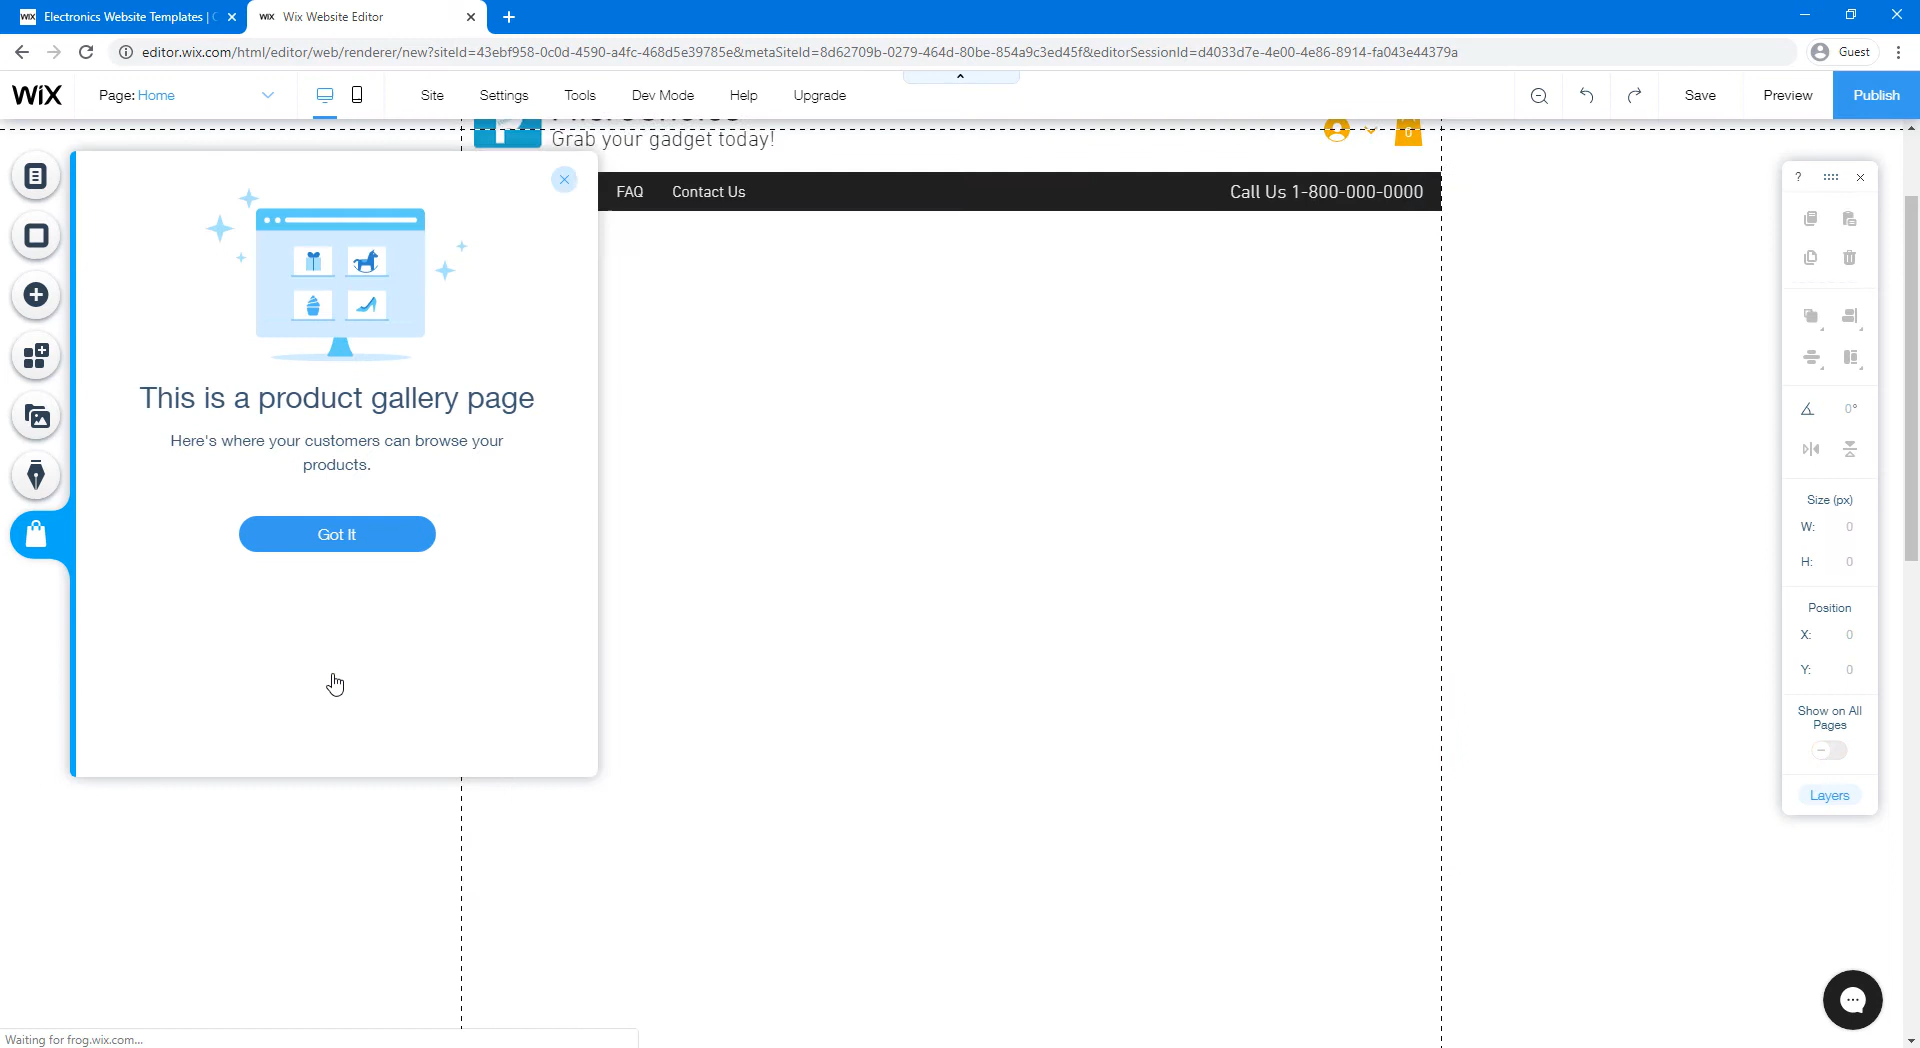 Electronics Website Templates |
Wix Website Editor
editor.wix.com/html/editor/web/renderer/new?siteId=43ebf958-0c0d-4590-a4fc-468d5e39785e&metaSiteId=8d62709b-0279-464d-80be-854a9c3ed45f&editorSessionId=d4033d7e-4e00-4e86-8914-fa043e44379a
Guest
WiX
Page: Home
Site
Settings
Tools
Dev Mode
Help
Upgrade
Save
Preview
Publish
Grab your gadget today!
0
FAQ
Contact Us
Call Us 1-800-000-0000
This is a product gallery page
Here's where your customers can browse your
products.
Got It
?
0°
Size (px)
W: 0
H: 0
Position
X: 0
Y: 0
Show on All
Pages
Layers
Waiting for frog.wix.com...